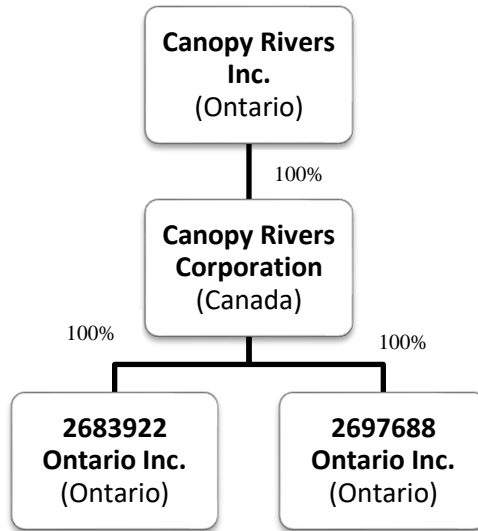 Canopy Rivers
Inc.
(Ontario)
100%
Canopy Rivers
Corporation
(Canada)
100%
100%
2683922
Ontario Inc.
(Ontario)
2697688
Ontario Inc.
(Ontario)